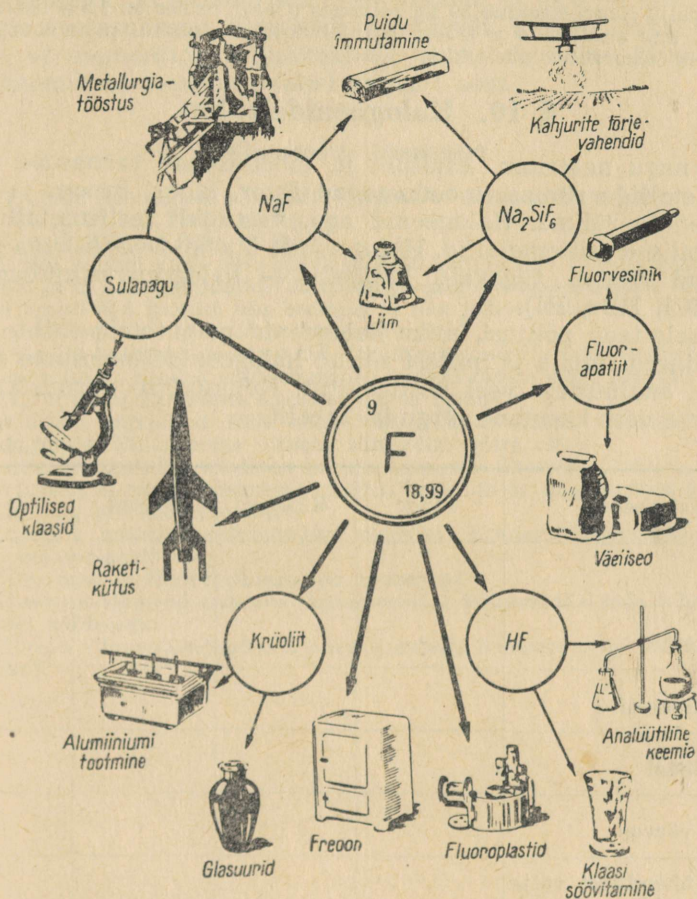 Puidu
immutamine
Metallurgia-
tööstus
Kahjurite tõrje-
vahendid
NaF
Na₂SiF₆
Sulapagu
Liim
Fluorvesinik
Fluor-
apatiit
9
F
18,99
Optilised
klaasid
Raketi-
kütus
Väetised
Krüoliit
HF
Alumiiniumi
tootmine
Analüütiline
keemia
Glasuurid
Freoon
Fluoroplastid
Klaasi
söövitamine